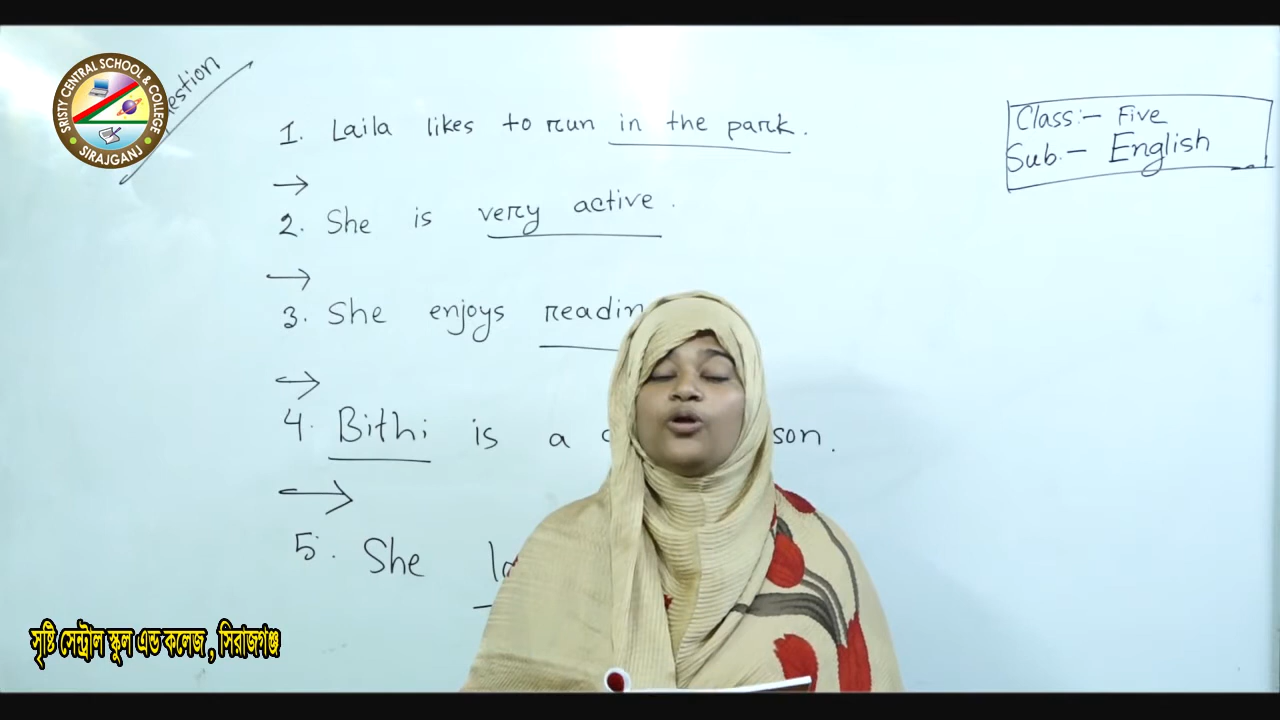 SRISTY CENTRAL SCHOOL & COLLEGE
SIRAJGANJ
estion
Class:- Five
Sub.- English
1. Laila likes to run in the park.
2. She is very active.
3. She enjoys readin
4. Bithi is a son.
5. She
সৃষ্টি সেন্ট্রাল স্কুল এন্ড কলেজ, সিরাজগঞ্জ